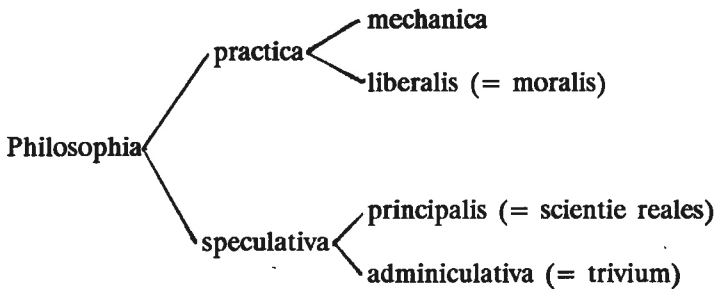 mechanica
practica
liberalis (= moralis)
Philosophia
principalis (= scientie reales)
speculativa
adminiculativa (= trivium)